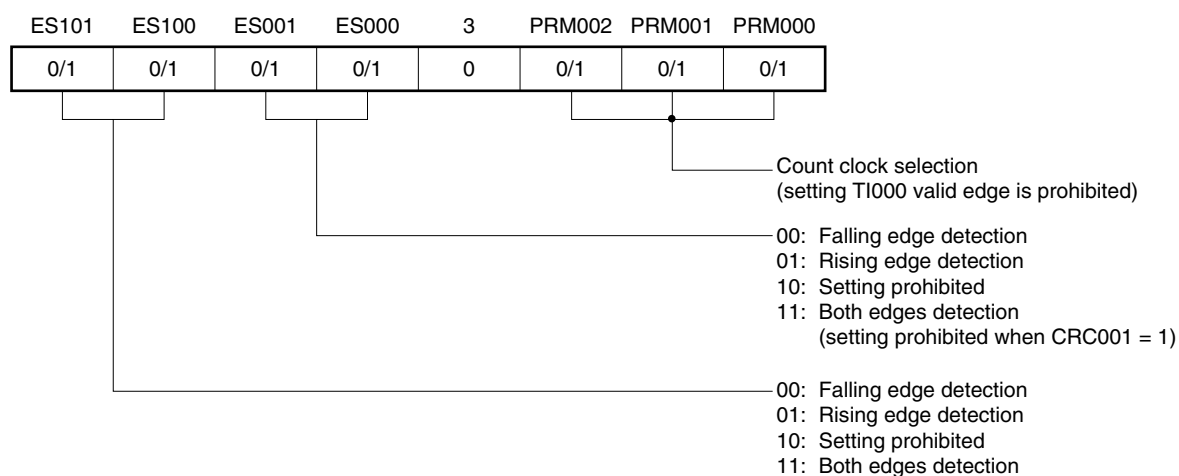 ES101 ES100 ES001 ES000 3 PRM002 PRM001 PRM000
0/1 0/1 0/1 0/1 0 0/1 0/1 0/1
Count clock selection
(setting TI000 valid edge is prohibited)
00: Falling edge detection
01: Rising edge detection
10: Setting prohibited
11: Both edges detection
(setting prohibited when CRC001 = 1)
00: Falling edge detection
01: Rising edge detection
10: Setting prohibited
11: Both edges detection